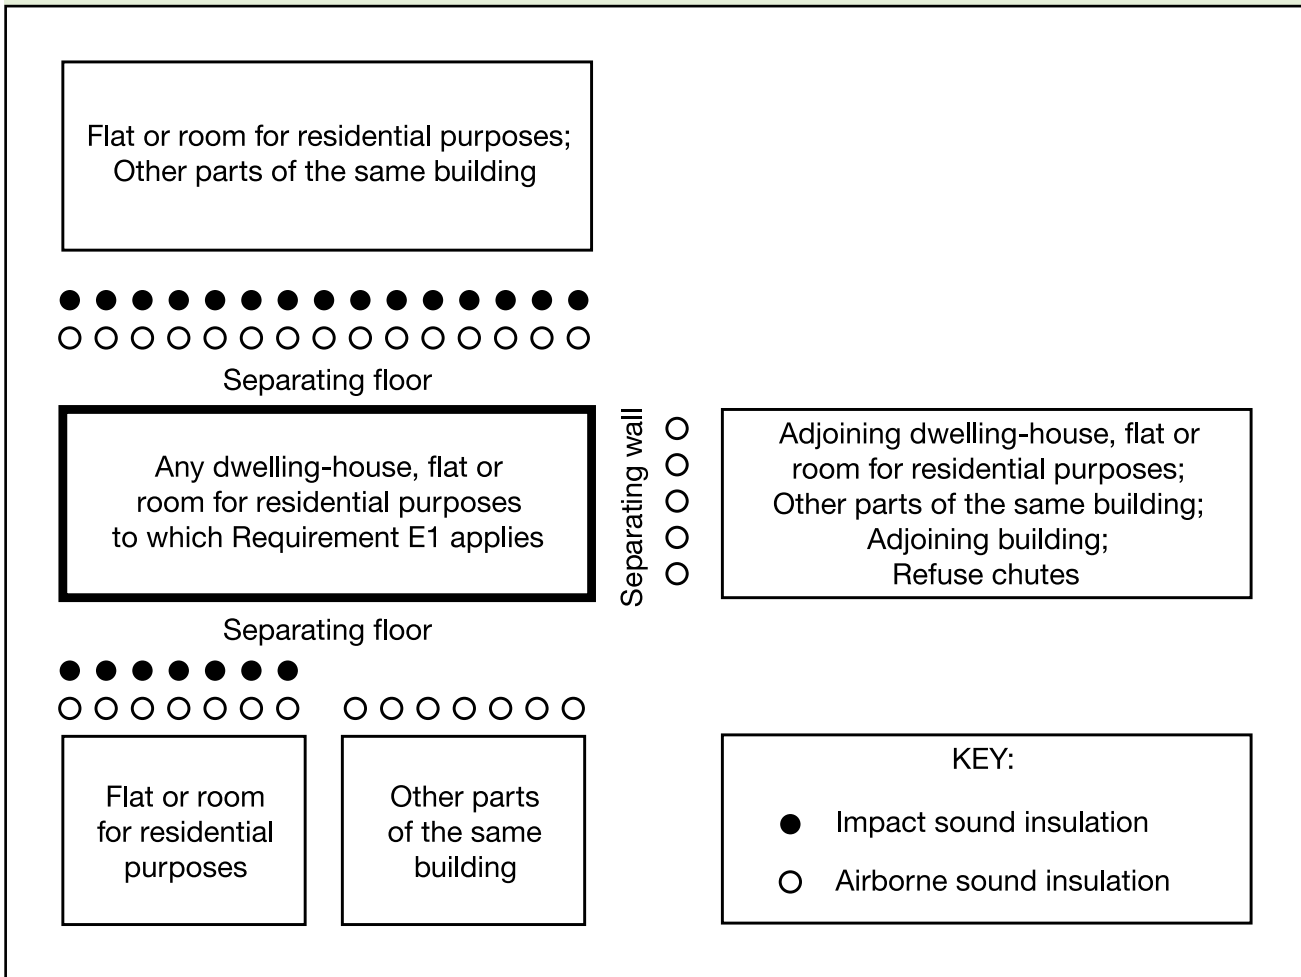 Flat or room for residential purposes;
Other parts of the same building
Separating floor
Any dwelling-house, flat or
room for residential purposes
to which Requirement E1 applies
Separating wall
Adjoining dwelling-house, flat or
room for residential purposes;
Other parts of the same building;
Adjoining building;
Refuse chutes
Separating floor
Flat or room
for residential
purposes
Other parts
of the same
building
KEY:
Impact sound insulation
Airborne sound insulation